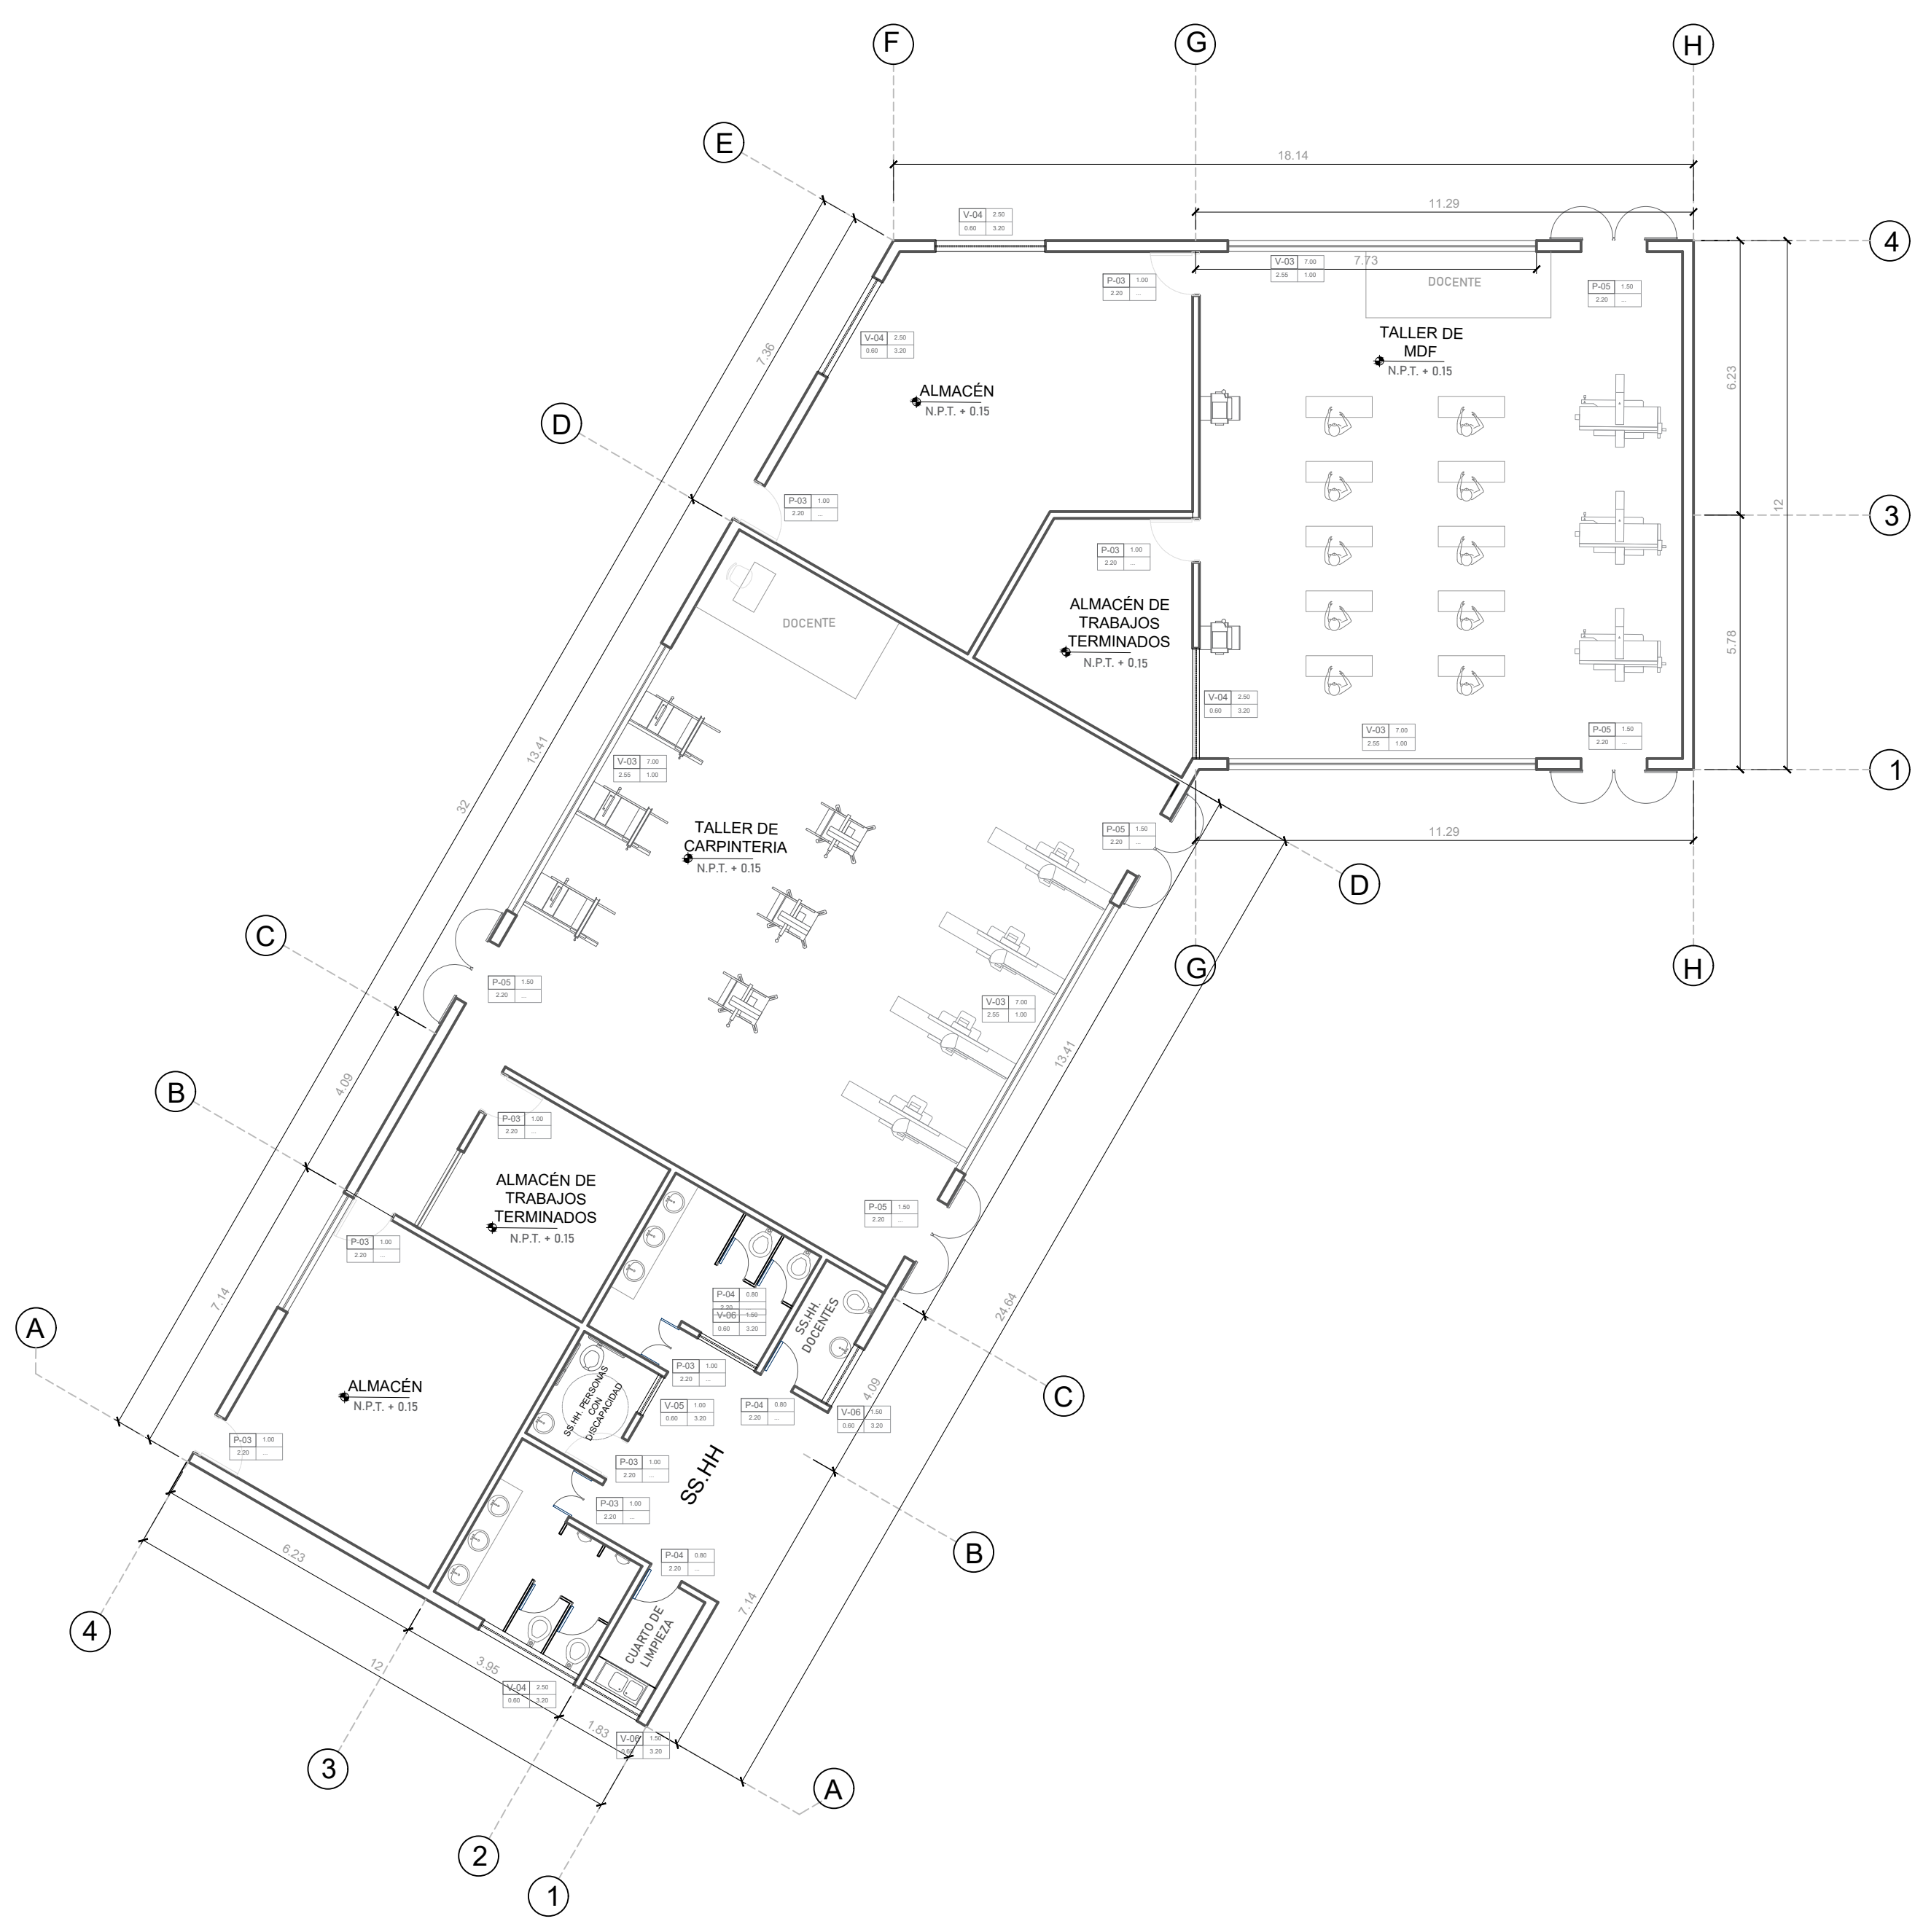 F
G
H
E
18.14
11.29
V-04 2.50
0.60 3.20
4
V-03 7.00
2.55 1.00
7.73
DOCENTE
P-03 1.00
2.20 ...
P-05 1.50
2.20 ...
TALLER DE
MDF
N.P.T. + 0.15
V-04 2.50
0.60 3.20
7.36
6.23
ALMACÉN
N.P.T. + 0.15
D
P-03 1.00
2.20 ...
12
3
P-03 1.00
2.20 ...
ALMACÉN DE
TRABAJOS
TERMINADOS
N.P.T. + 0.15
DOCENTE
5.78
V-04 2.50
0.60 3.20
V-03 7.00
2.55 1.00
P-05 1.50
2.20 ...
13.41
V-03 7.00
2.55 1.00
1
32
TALLER DE
CARPINTERIA
N.P.T. + 0.15
P-05 1.50
2.20 ...
11.29
D
C
G
H
P-05 1.50
2.20 ...
V-03 7.00
2.55 1.00
13.41
B
4.09
P-03 1.00
2.20 ...
ALMACÉN DE
TRABAJOS
TERMINADOS
N.P.T. + 0.15
P-05 1.50
2.20 ...
P-03 1.00
2.20 ...
7.14
P-04 0.80
2.20
V-06 1.50
0.60 3.20
SS.HH.
DOCENTES
24.64
A
P-03 1.00
2.20 ...
SS.HH. PERSONAS
CON
DISCAPACIDAD
4.09
C
ALMACÉN
N.P.T. + 0.15
V-05 1.00
0.60 3.20
P-04 0.80
2.20 ...
V-06 1.50
0.60 3.20
P-03 1.00
2.20 ...
P-03 1.00
2.20 ...
SS.HH
P-03 1.00
2.20 ...
6.23
P-04 0.80
2.20 ...
B
7.14
4
CUARTO DE
LIMPIEZA
12
3.95
V-04 2.50
0.60 3.20
1.83
V-06 1.50
0.60 3.20
3
A
2
1